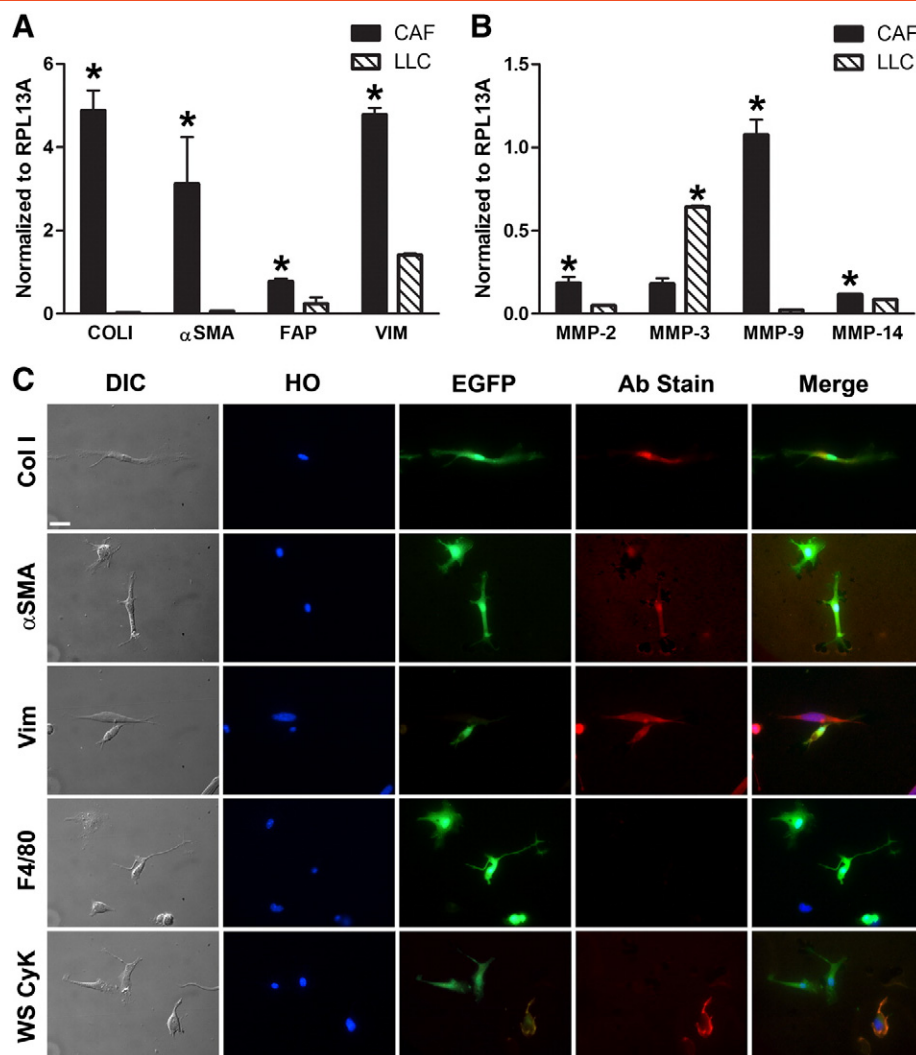 A
CAF
LLC
Normalized to RPL13A
6
4
2
0
*
*
*
*
COLI
αSMA
FAP
VIM
B
CAF
LLC
Normalized to RPL13A
1.5
1.0
0.5
0.0
*
*
*
*
MMP-2
MMP-3
MMP-9
MMP-14
C
DIC
HO
EGFP
Ab Stain
Merge
Col I
αSMA
Vim
F4/80
WS CyK